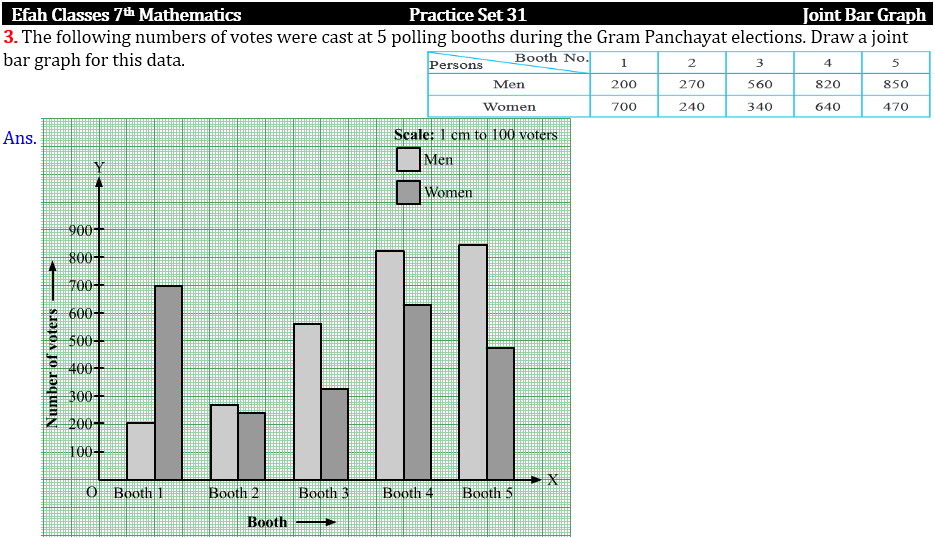 Efah Classes 7th Mathematics Practice Set 31 Joint Bar Graph
3. The following numbers of votes were cast at 5 polling booths during the Gram Panchayat elections. Draw a joint
bar graph for this data.
Persons Booth No. 1 2 3 4 5
Men 200 270 560 820 850
Women 700 240 340 640 470
Ans.
Scale: 1 cm to 100 voters
Men
Women
Y
900
800
700
600
500
400
300
200
100
Number of voters
O
X
Booth 1 Booth 2 Booth 3 Booth 4 Booth 5
Booth